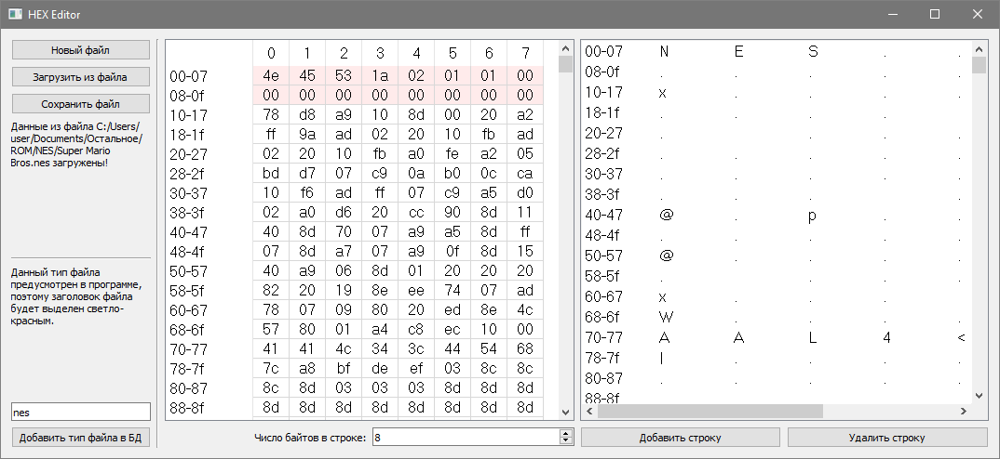 HEX Editor
Новый файл
Загрузить из файла
Сохранить файл
Данные из файла C:/Users/
user/Documents/Остальное/
ROM/NES/Super Mario
Bros.nes загружены!
Данный тип файла
предусмотрен в программе,
поэтому заголовок файла
будет выделен светло-
красным.
nes
Добавить тип файла в БД
0 1 2 3 4 5 6 7
00-07 4e 45 53 1a 02 01 01 00
08-0f 00 00 00 00 00 00 00 00
10-17 78 d8 a9 10 8d 00 20 a2
18-1f ff 9a ad 02 20 10 fb ad
20-27 02 20 10 fb a0 fe a2 05
28-2f bd d7 07 c9 0a b0 0c ca
30-37 10 f6 ad ff 07 c9 a5 d0
38-3f 02 a0 d6 20 cc 90 8d 11
40-47 40 8d 70 07 a9 a5 8d ff
48-4f 07 8d a7 07 a9 0f 8d 15
50-57 40 a9 06 8d 01 20 20 20
58-5f 82 20 19 8e ee 74 07 ad
60-67 78 07 09 80 20 ed 8e 4c
68-6f 57 80 01 a4 c8 ec 10 00
70-77 41 41 4c 34 3c 44 54 68
78-7f 7c a8 bf de ef 03 8c 8c
80-87 8c 8d 03 03 03 8d 8d 8d
88-8f 8d 8d 8d 8d 8d 8d 8d 8d
Число байтов в строке: 8
00-07 N E S . .
08-0f . . . . .
10-17 x . . . .
18-1f . . . . .
20-27 . . . . .
28-2f . . . . .
30-37 . . . . .
38-3f . . . . .
40-47 @ . p . .
48-4f . . . . .
50-57 @ . . . .
58-5f . . . . .
60-67 x . . . .
68-6f W . . . .
70-77 A A L 4 <
78-7f | . . . .
80-87 . . . . .
88-8f
Добавить строку
Удалить строку